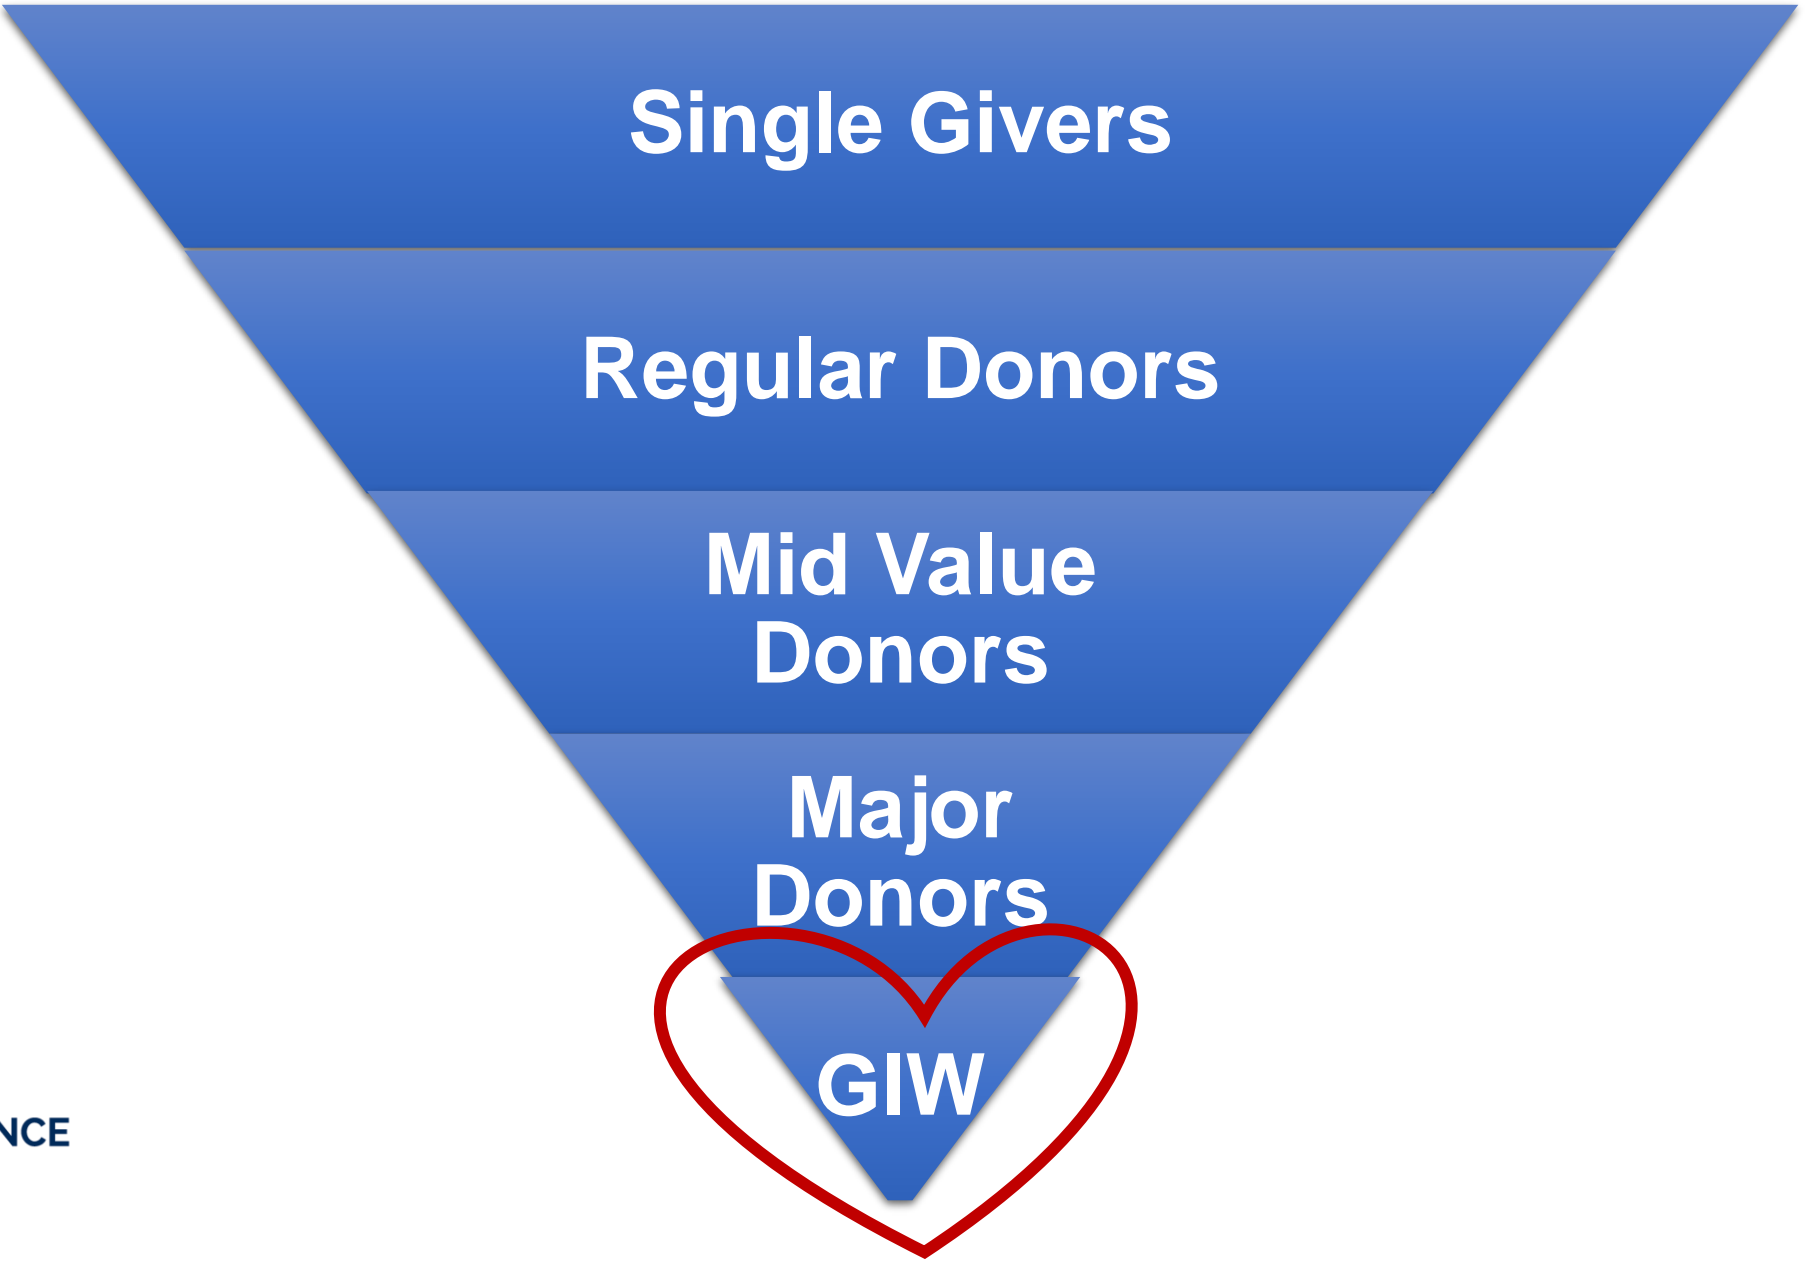 Single Givers
Regular Donors
Mid Value
Donors
Major
Donors
GIW
NCE